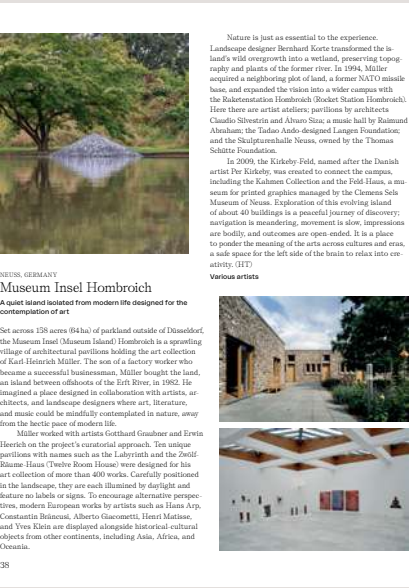 NEUSS, GERMANY
Museum Insel Hombroich
A quiet island isolated from modern life designed for the
contemplation of art
Set across 158 acres (64 ha) of parkland outside of Düsseldorf,
the Museum Insel (Museum Island) Hombroich is a sprawling
village of architectural pavilions holding the art collection
of Karl-Heinrich Müller. The son of a factory worker who
became a successful businessman, Müller bought the land,
an island between offshoots of the Erft River, in 1982. He
imagined a place designed in collaboration with artists, ar-
chitects, and landscape designers where art, literature,
and music could be mindfully contemplated in nature, away
from the hectic pace of modern life.
Müller worked with artists Gotthard Graubner and Erwin
Heerich on the project's curatorial approach. Ten unique
pavilions with names such as the Labyrinth and the Zwölf-
Räume-Haus (Twelve Room House) were designed for his
art collection of more than 400 works. Carefully positioned
in the landscape, they are each illuminated by daylight and
feature no labels or signs. To encourage alternative perspec-
tives, modern European works by artists such as Hans Arp,
Constantin Brâncusi, Alberto Giacometti, Henri Matisse,
and Yves Klein are displayed alongside historical-cultural
objects from other continents, including Asia, Africa, and
Oceania.
38
Nature is just as essential to the experience.
Landscape designer Bernhard Korte transformed the is-
land's wild overgrowth into a wetland, preserving topog-
raphy and plants of the former river. In 1994, Müller
acquired a neighboring plot of land, a former NATO missile
base, and expanded the vision into a wider campus with
the Raketenstation Hombroich (Rocket Station Hombroich).
Here there are artist ateliers; pavilions by architects
Claudio Silvestrin and Álvaro Siza; a music hall by Raimund
Abraham; the Tadao Ando-designed Langen Foundation;
and the Skulpturenhalle Neuss, owned by the Thomas
Schütte Foundation.
In 2009, the Kirkeby-Feld, named after the Danish
artist Per Kirkeby, was created to connect the campus,
including the Kahmen Collection and the Feld-Haus, a mu-
seum for printed graphics managed by the Clemens Sels
Museum of Neuss. Exploration of this evolving island
of about 40 buildings is a peaceful journey of discovery;
navigation is meandering, movement is slow, impressions
are bodily, and outcomes are open-ended. It is a place
to ponder the meaning of the arts across cultures and eras,
a safe space for the left side of the brain to relax into cre-
ativity. (HT)
Various artists